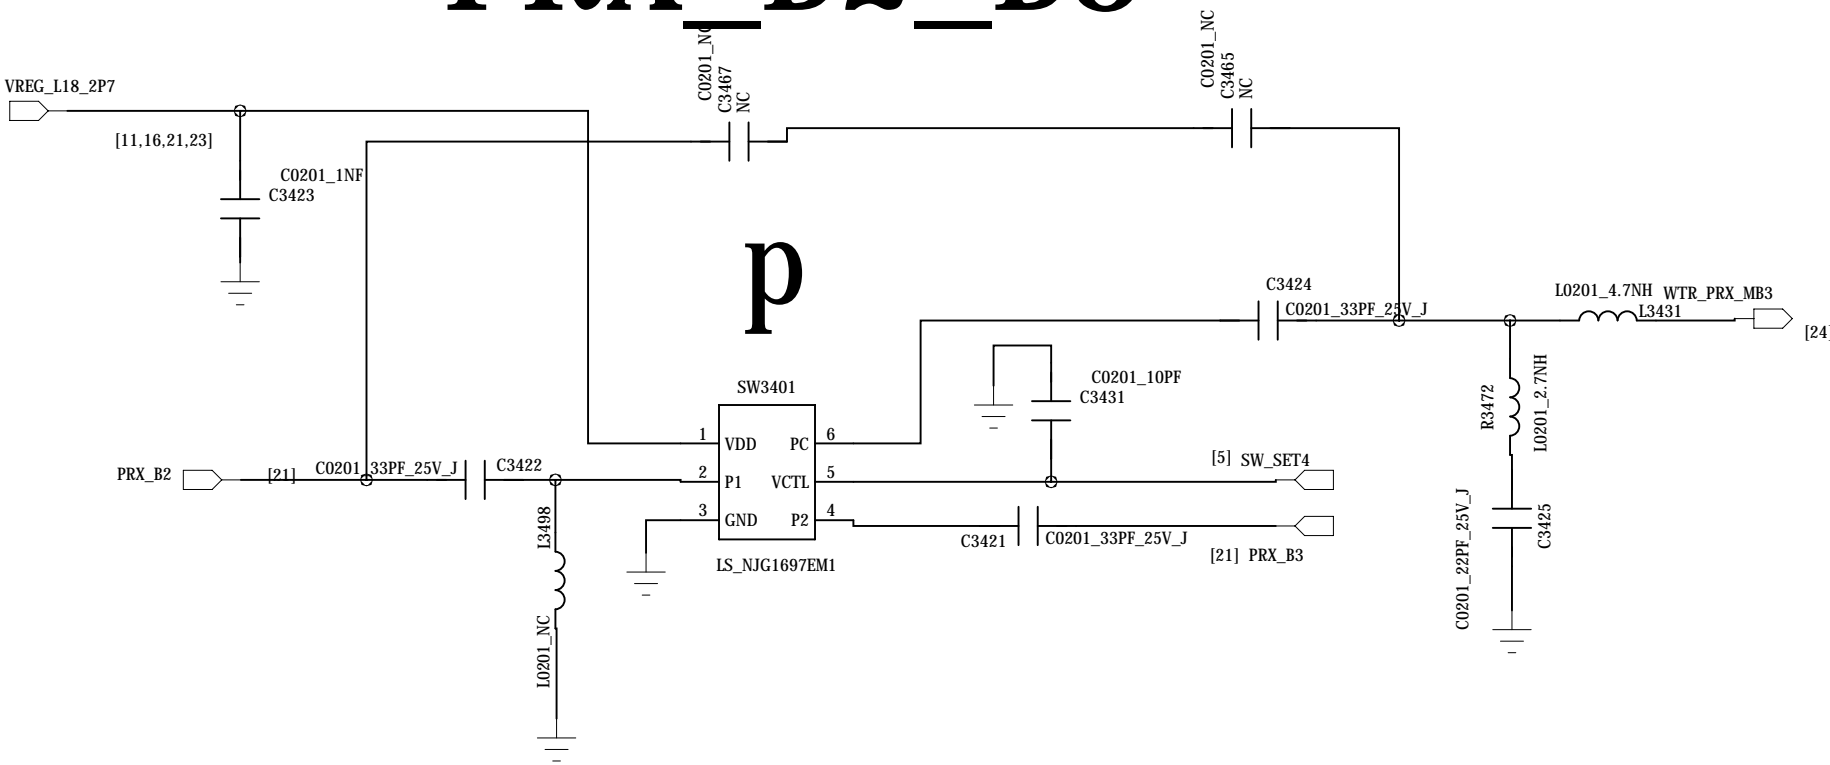 C0201_NC
C3467
NC
C0201_NC
C3465
NC
VREG_L18_2P7
[11,16,21,23]
C0201_1NF
C3423
p
C3424
C0201_33PF_25V_J
L0201_4.7NH
WTR_PRX_MB3
L3431
[24]
SW3401
C0201_10PF
C3431
R3472
L0201_2.7NH
1
VDD
PC
6
PRX_B2
[21]
C0201_33PF_25V_J
C3422
2
P1
VCTL
5
[5] SW_SET4
3
GND
P2
4
L3498
C3421
C0201_33PF_25V_J
[21] PRX_B3
LS_NJG1697EM1
C0201_22PF_25V_J
C3425
L0201_NC